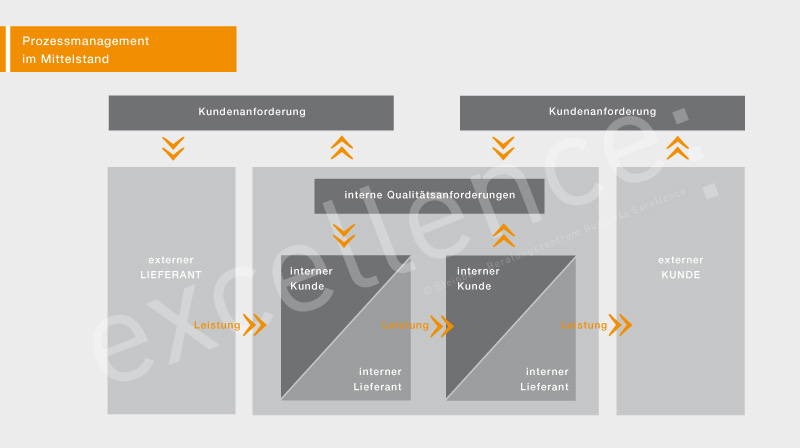 Prozessmanagement
im Mittelstand
Kundenanforderung
Kundenanforderung
interne Qualitätsanforderungen
externer
LIEFERANT
interner
Kunde
interner
Kunde
externer
KUNDE
Leistung
Leistung
Leistung
interner
Lieferant
interner
Lieferant
excellence:
Beratungszentrum Business Excellence